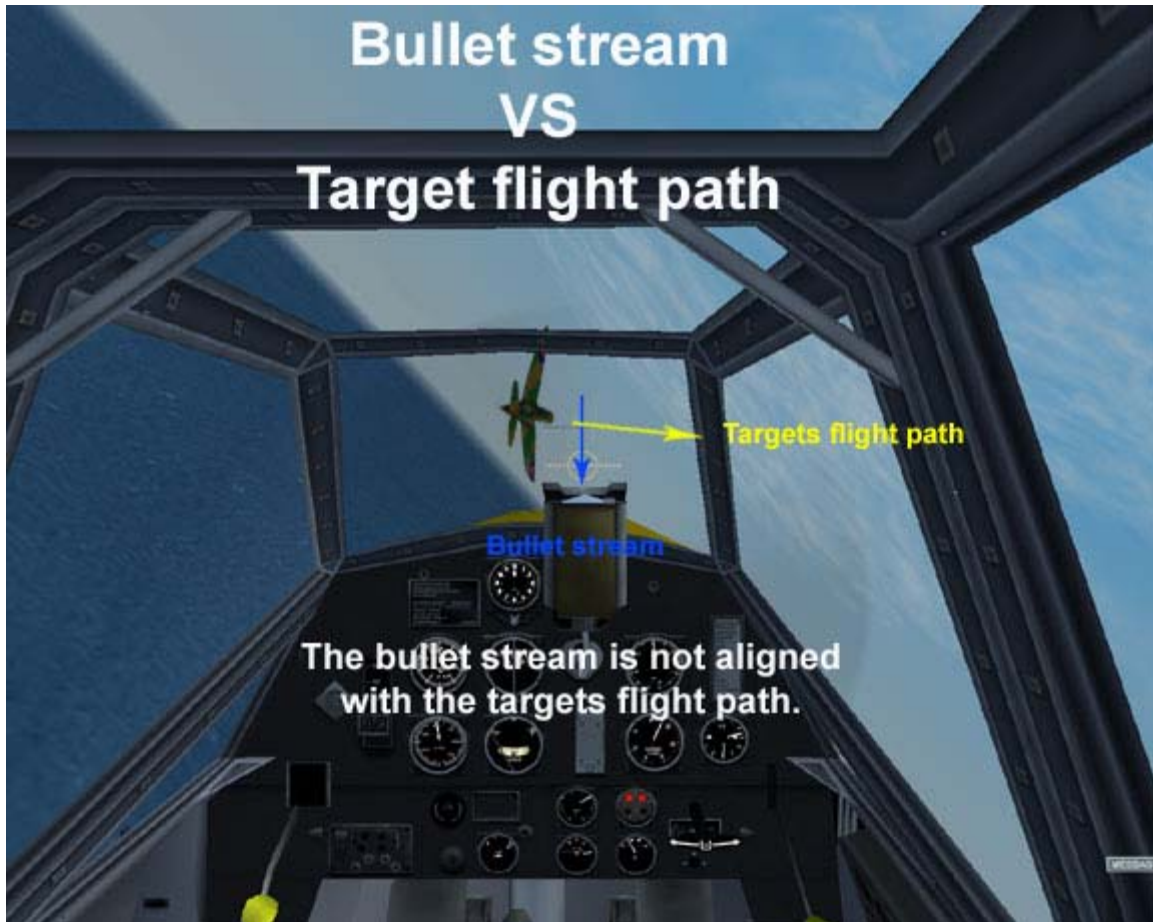 Bullet stream
VS
Target flight path
Targets flight path
Bullet stream
The bullet stream is not aligned
with the targets flight path.